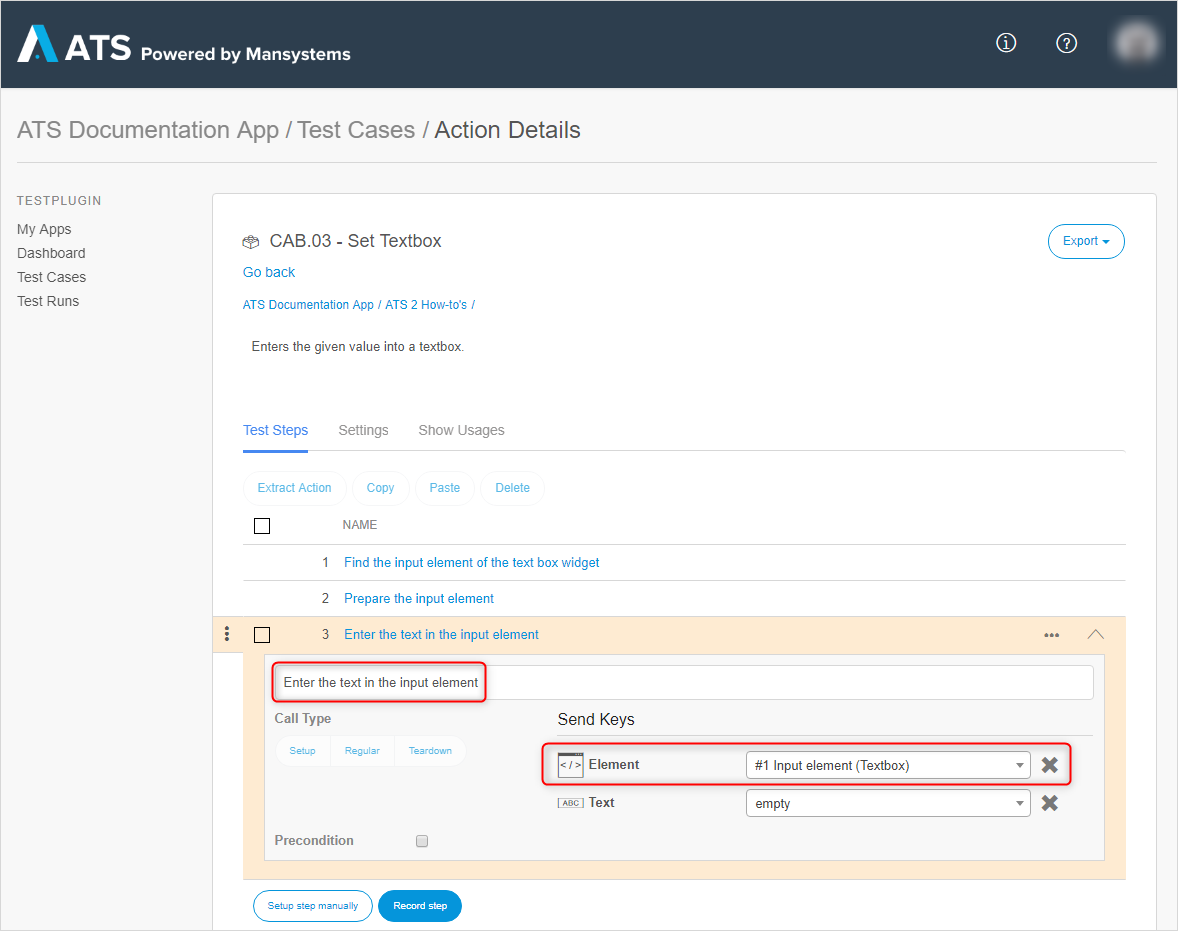 ATS Powered by Mansystems
ATS Documentation App / Test Cases / Action Details
TESTPLUGIN
My Apps
Dashboard
Test Cases
Test Runs
CAB.03 - Set Textbox
Export
Go back
ATS Documentation App / ATS 2 How-to's /
Enters the given value into a textbox.
Test Steps Settings Show Usages
Extract Action Copy Paste Delete
NAME
1 Find the input element of the text box widget
2 Prepare the input element
3 Enter the text in the input element
Enter the text in the input element
Call Type
Setup Regular Teardown
Send Keys
</> Element #1 Input element (Textbox)
ABC Text empty
Precondition
Setup step manually Record step